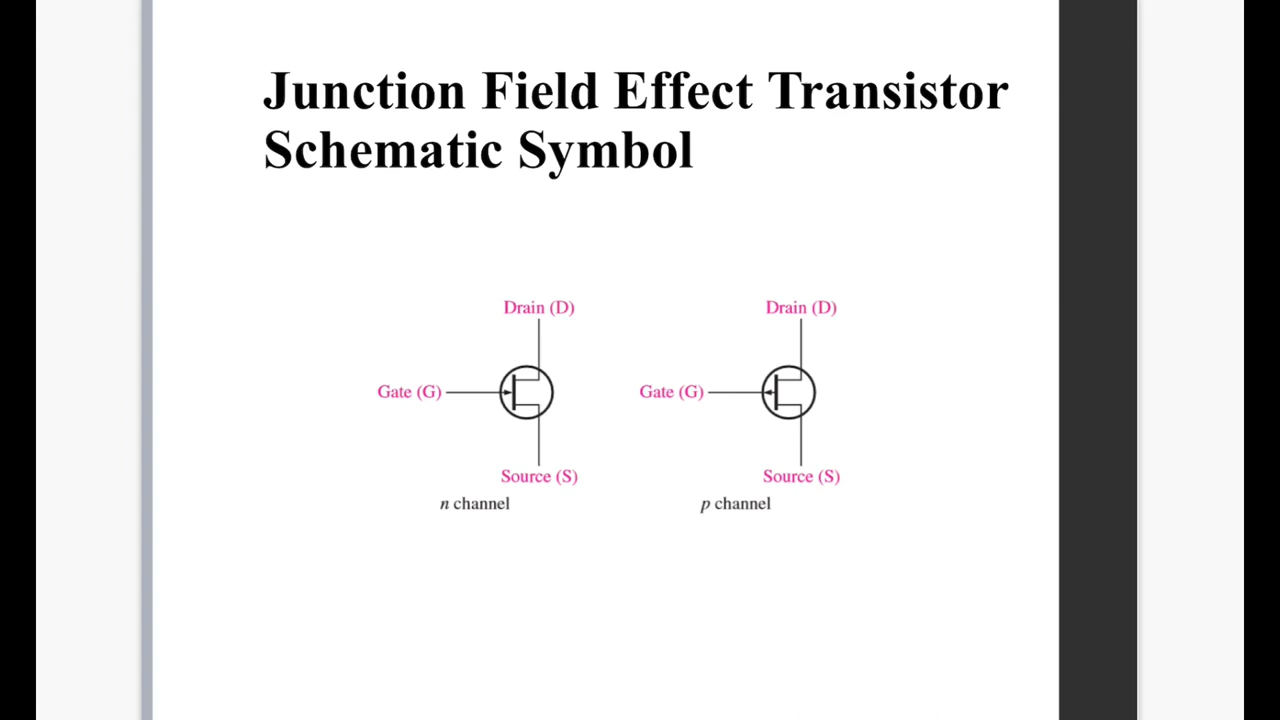 Junction Field Effect Transistor
Schematic Symbol
Drain (D)
Gate (G)
Source (S)
n channel
Drain (D)
Gate (G)
Source (S)
p channel